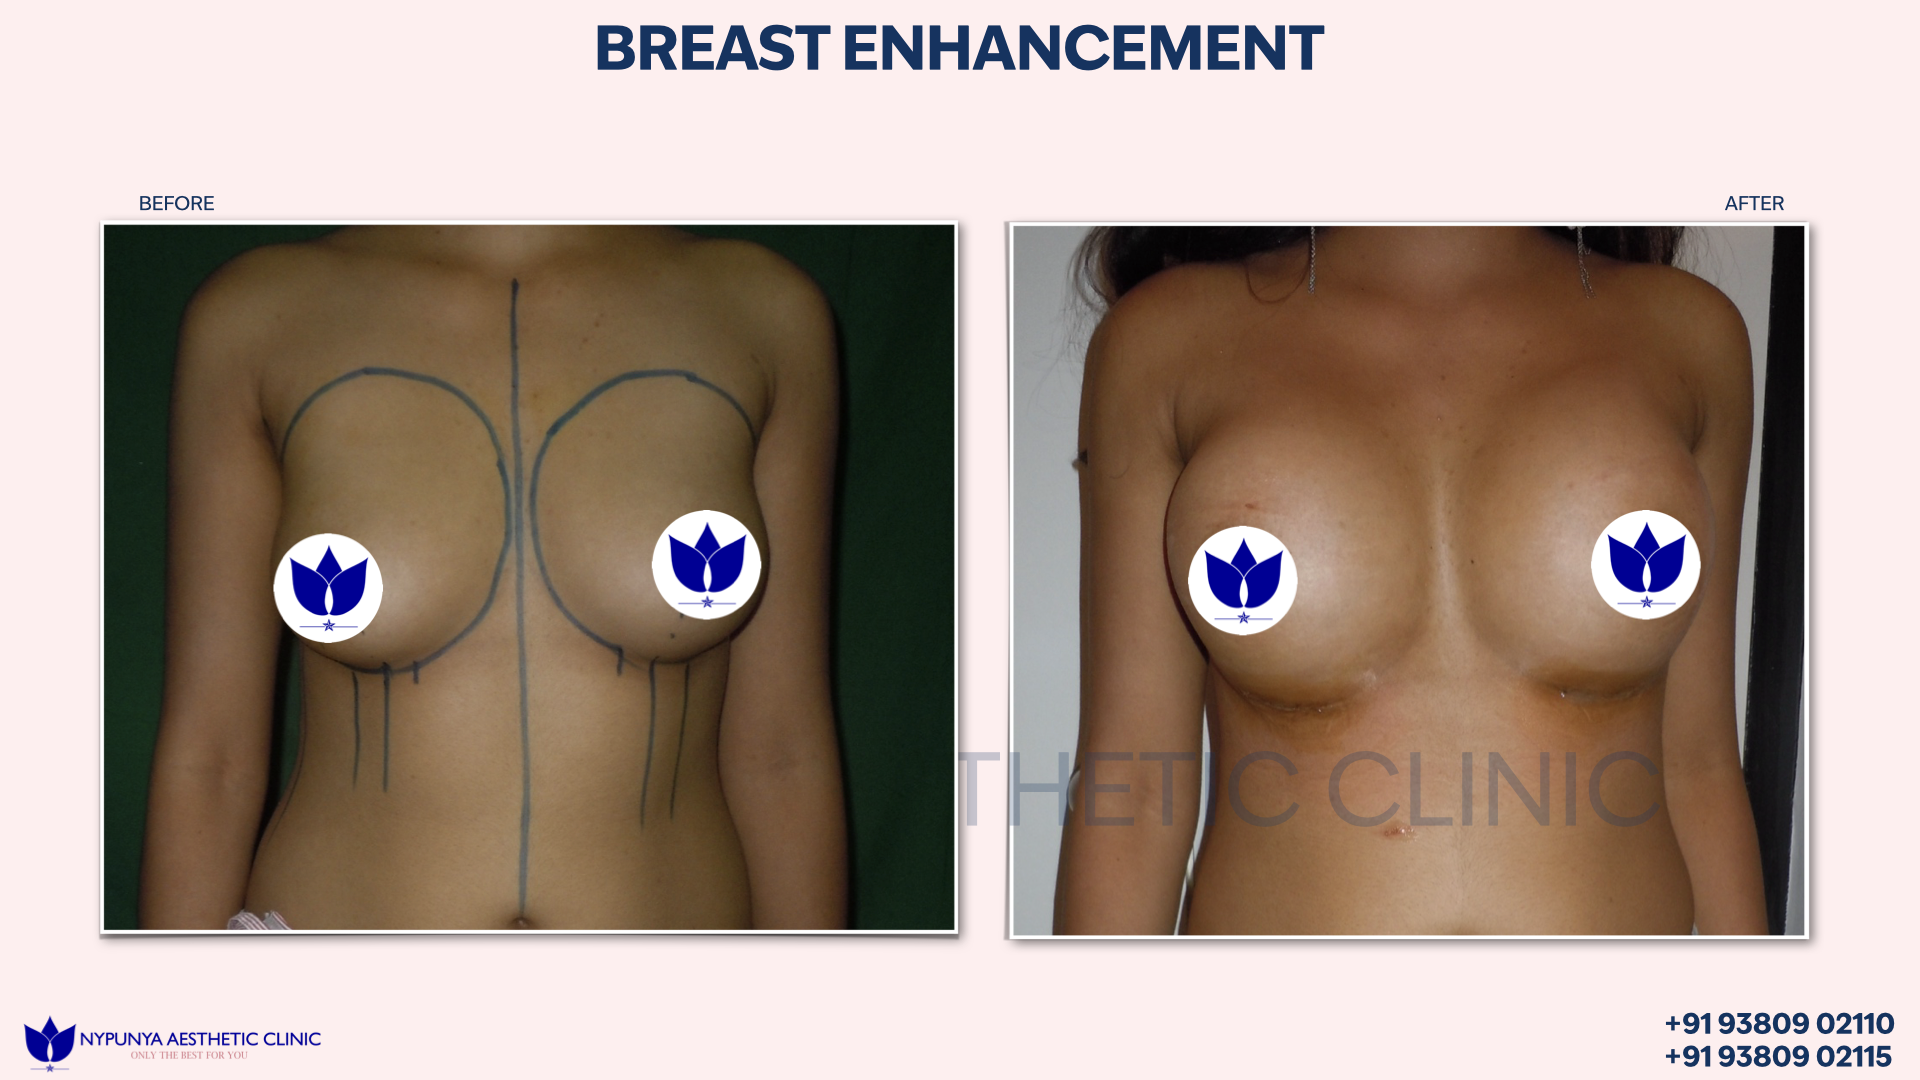 BREAST ENHANCEMENT
BEFORE
AFTER
THETIC CLINIC
NYPUNYA AESTHETIC CLINIC
ONLY THE BEST FOR YOU
+91 93809 02110
+91 93809 02115